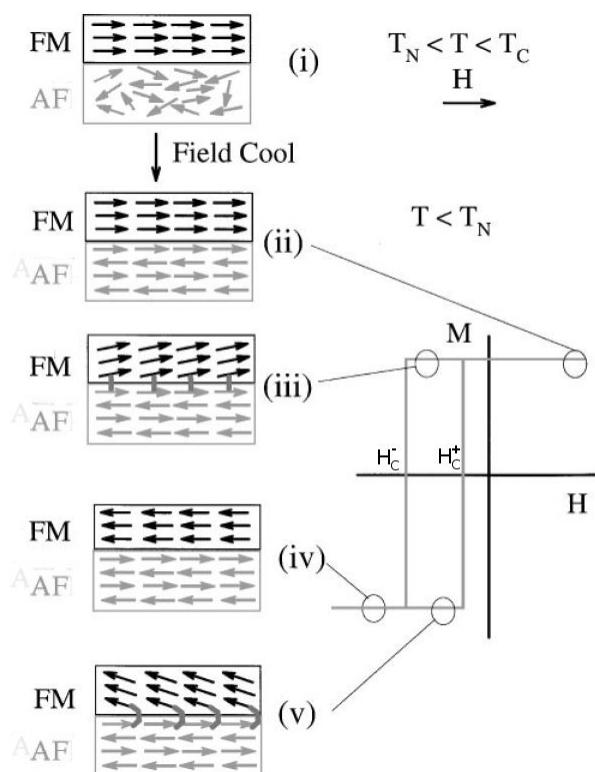 FM
AF
(i)
T_N < T < T_C
H
Field Cool
FM
A AF
(ii)
T < T_N
FM
A AF
(iii)
M
H_C^-
H_C^+
H
FM
A AF
(iv)
FM
A AF
(v)